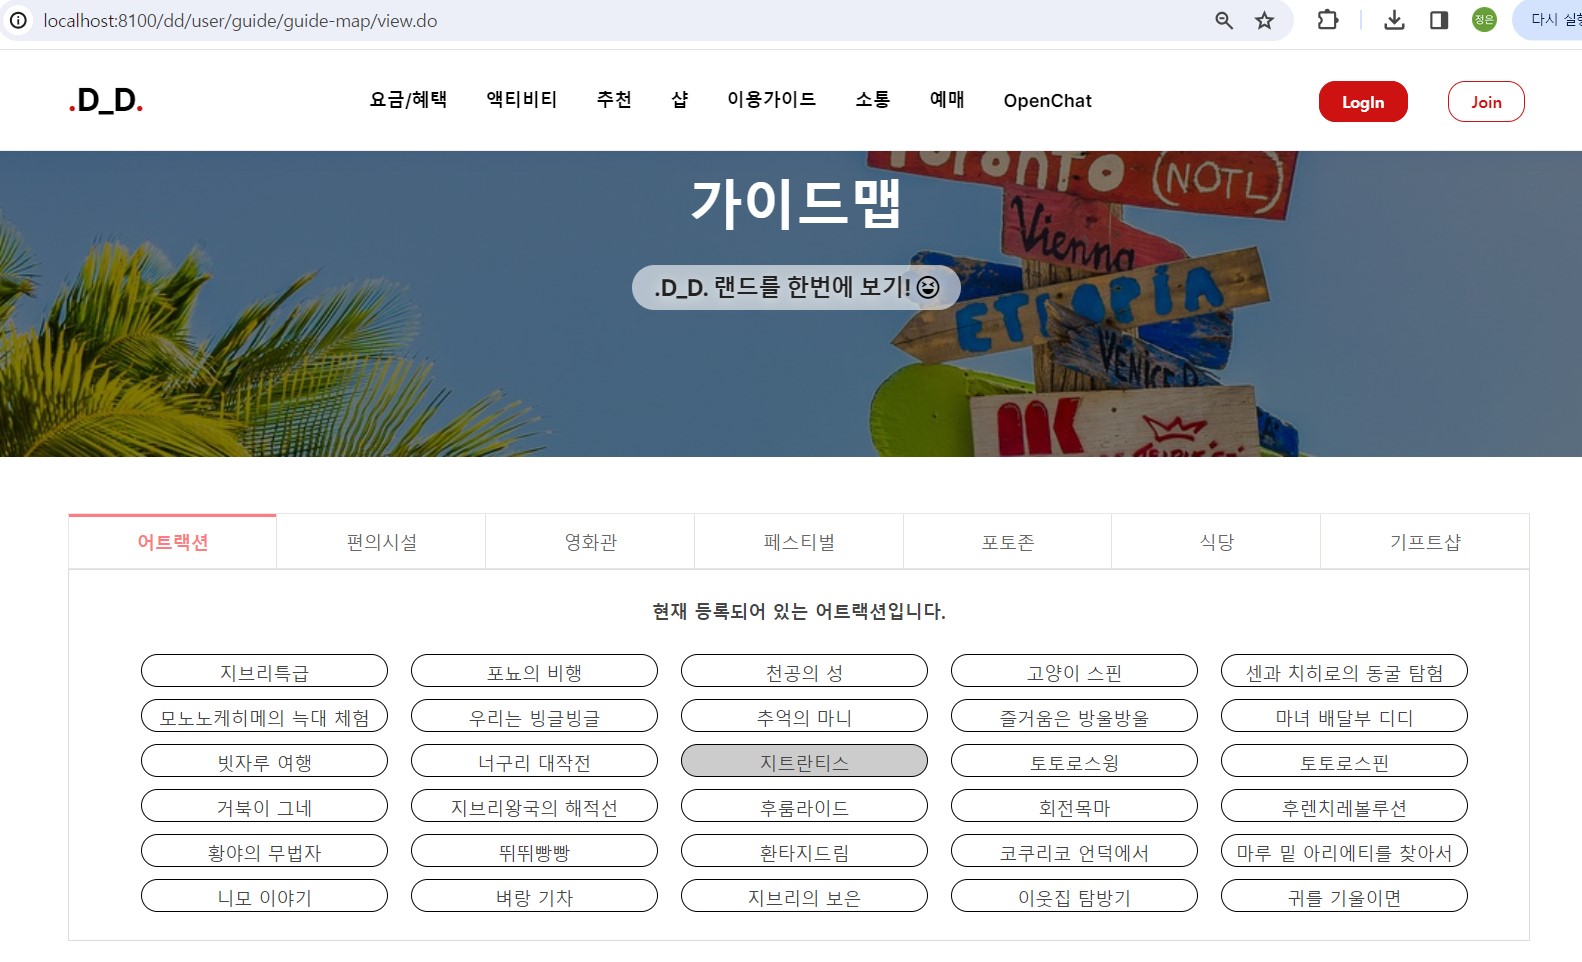 localhost:8100/dd/user/guide/guide-map/view.do
정은
다시 실행
.D_D.
요금/혜택 액티비티 추천 샵 이용가이드 소통 예매 OpenChat
LogIn Join
Toronto (NOTL)
가이드맵
Vienna
.D_D. 랜드를 한번에 보기!
ETIOPIA
VENICE
어트랙션 편의시설 영화관 페스티벌 포토존 식당 기프트샵
현재 등록되어 있는 어트랙션입니다.
지브리특급 포뇨의 비행 천공의 성 고양이 스핀 센과 치히로의 동굴 탐험
모노노케히메의 늑대 체험 우리는 빙글빙글 추억의 마니 즐거움은 방울방울 마녀 배달부 디디
빗자루 여행 너구리 대작전 지트란티스 토토로스윙 토토로스핀
거북이 그네 지브리왕국의 해적선 후룸라이드 회전목마 후렌치레볼루션
황야의 무법자 뛰뛰빵빵 환타지드림 코쿠리코 언덕에서 마루 밑 아리에티를 찾아서
니모 이야기 벼랑 기차 지브리의 보은 이웃집 탐방기 귀를 기울이면